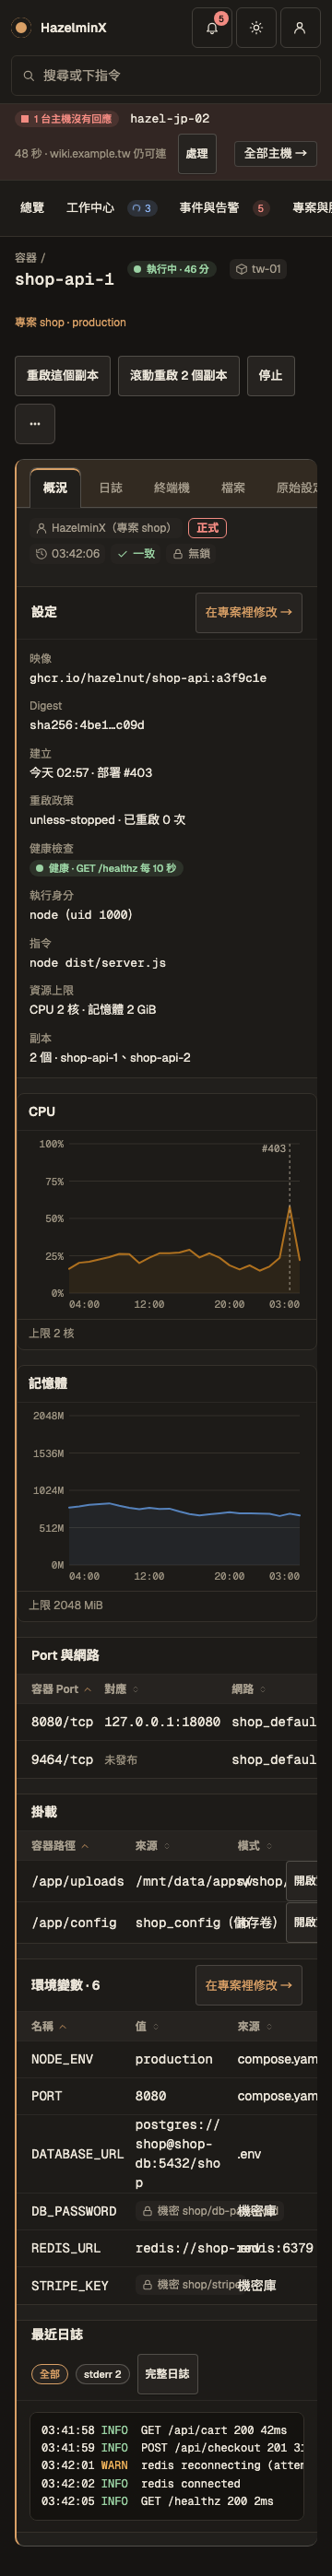 HazelminX
5
搜尋或下指令
1 台主機沒有回應 hazel-jp-02
48 秒 · wiki.example.tw 仍可連 處理 全部主機 →
總覽 工作中心 3 事件與告警 5
容器 /
shop-api-1 執行中 · 46 分 tw-01
專案 shop · production
重啟這個副本 滾動重啟 2 個副本 停止
···
概況 日誌 終端機 檔案
HazelminX（專案 shop） 正式
03:42:06 一致 無鎖
設定 在專案裡修改 →
映像
ghcr.io/hazelnut/shop-api:a3f9c1e
Digest
sha256:4be1…c09d
建立
今天 02:57 · 部署 #403
重啟政策
unless-stopped · 已重啟 0 次
健康檢查
健康 · GET /healthz 每 10 秒
執行身分
node (uid 1000)
指令
node dist/server.js
資源上限
CPU 2 核 · 記憶體 2 GiB
副本
2 個 · shop-api-1、shop-api-2
CPU
#403
100%
75%
50%
25%
0%
04:00 12:00 20:00 03:00
上限 2 核
記憶體
2048M
1536M
1024M
512M
0M
04:00 12:00 20:00 03:00
上限 2048 MiB
Port 與網路
容器 Port 對應 網路
8080/tcp 127.0.0.1:18080 shop_defaul
9464/tcp 未發布 shop_defaul
掛載
容器路徑 來源 模式
/app/uploads /mnt/data/apps/shop/
/app/config shop_config (儲存卷)
環境變數 · 6 在專案裡修改 →
名稱 值 來源
NODE_ENV production compose.yam
PORT 8080 compose.yam
DATABASE_URL postgres://
shop@shop-
db:5432/sho
p
.env
DB_PASSWORD 機密 機密庫
REDIS_URL redis://shop-redis:6379
STRIPE_KEY 機密 機密庫
最近日誌
全部 stderr 2 完整日誌
03:41:58 INFO GET /api/cart 200 42ms
03:41:59 INFO POST /api/checkout 201
03:42:01 WARN redis reconnecting
03:42:02 INFO redis connected
03:42:05 INFO GET /healthz 200 2ms